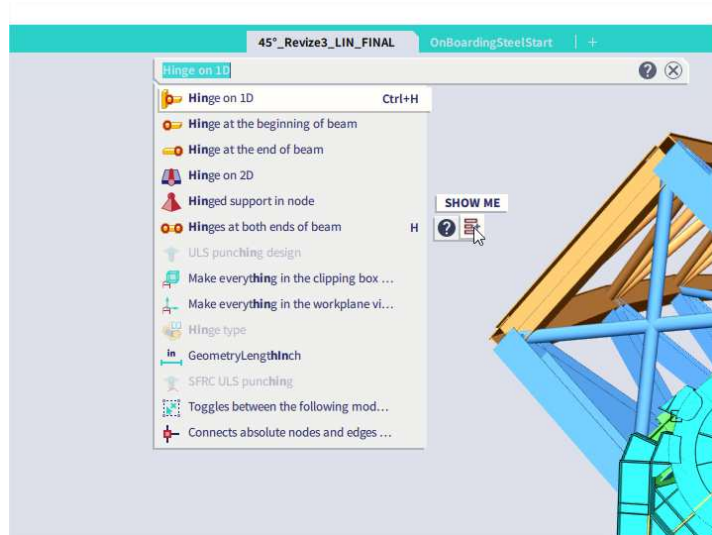 45°_Revize3_LIN_FINAL OnBoardingSteelStart +
Hinge on 1D
Hinge on 1D Ctrl+H
Hinge at the beginning of beam
Hinge at the end of beam
Hinge on 2D
Hinged support in node
SHOW ME
Hinges at both ends of beam H
ULS punching design
Make everything in the clipping box ...
Make everything in the workplane vi...
Hinge type
in GeometryLengthInch
SFRC ULS punching
Toggles between the following mod...
Connects absolute nodes and edges ...